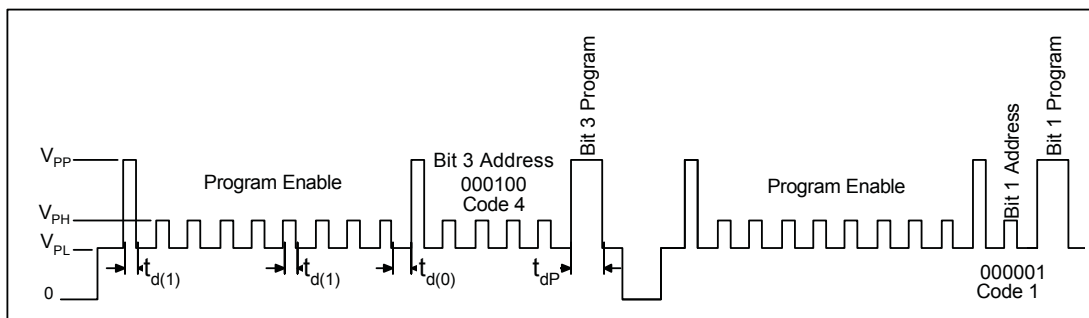 Bit 3 Program
Bit 1 Program
V_PP
Program Enable
Bit 3 Address
000100
Code 4
Program Enable
Bit 1 Address
V_PH
V_PL
t_d(1)
t_d(1)
t_d(0)
t_dP
000001
Code 1
0